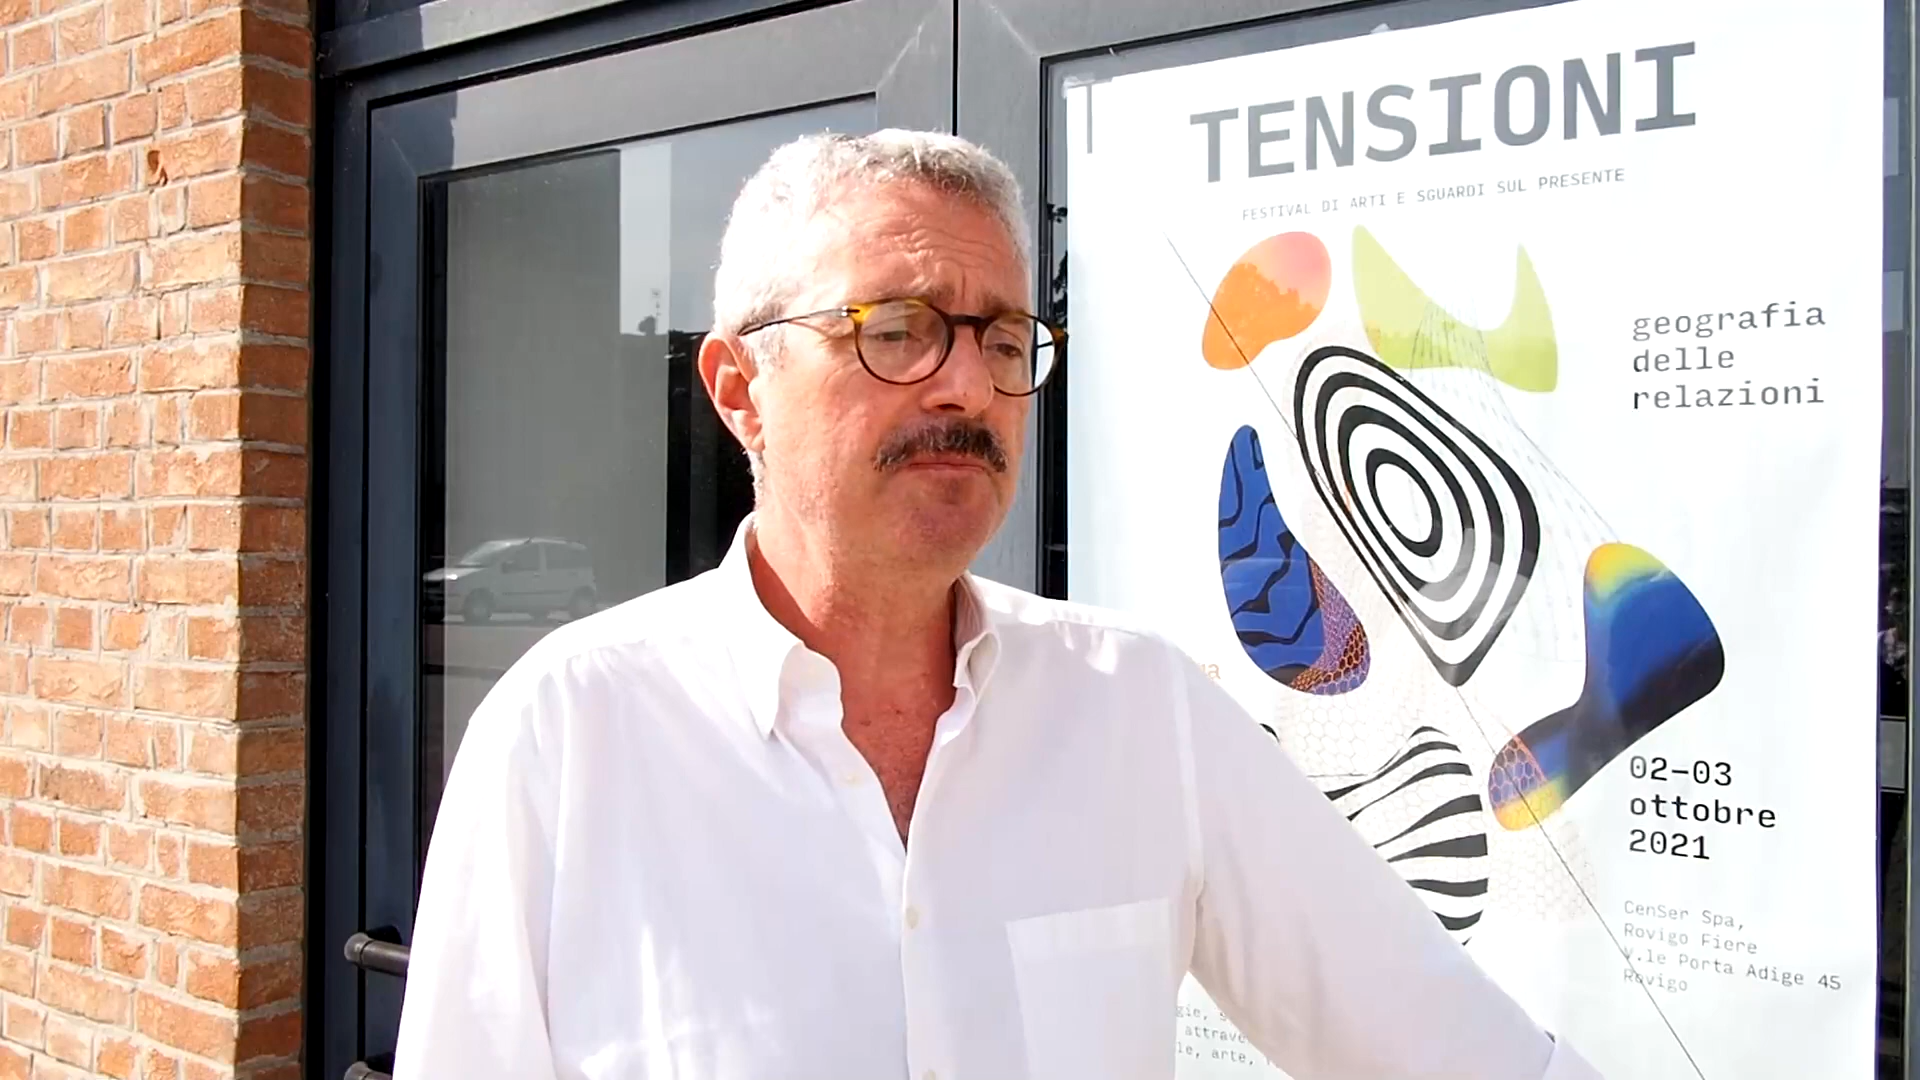 TENSIONI
FESTIVAL DI ARTI E SGUARDI SUL PRESENTE
geografia
delle
relazioni
02–03
ottobre
2021
CenSer Spa,
Rovigo Fiere
V.le Porta Adige 45
Rovigo
arte,